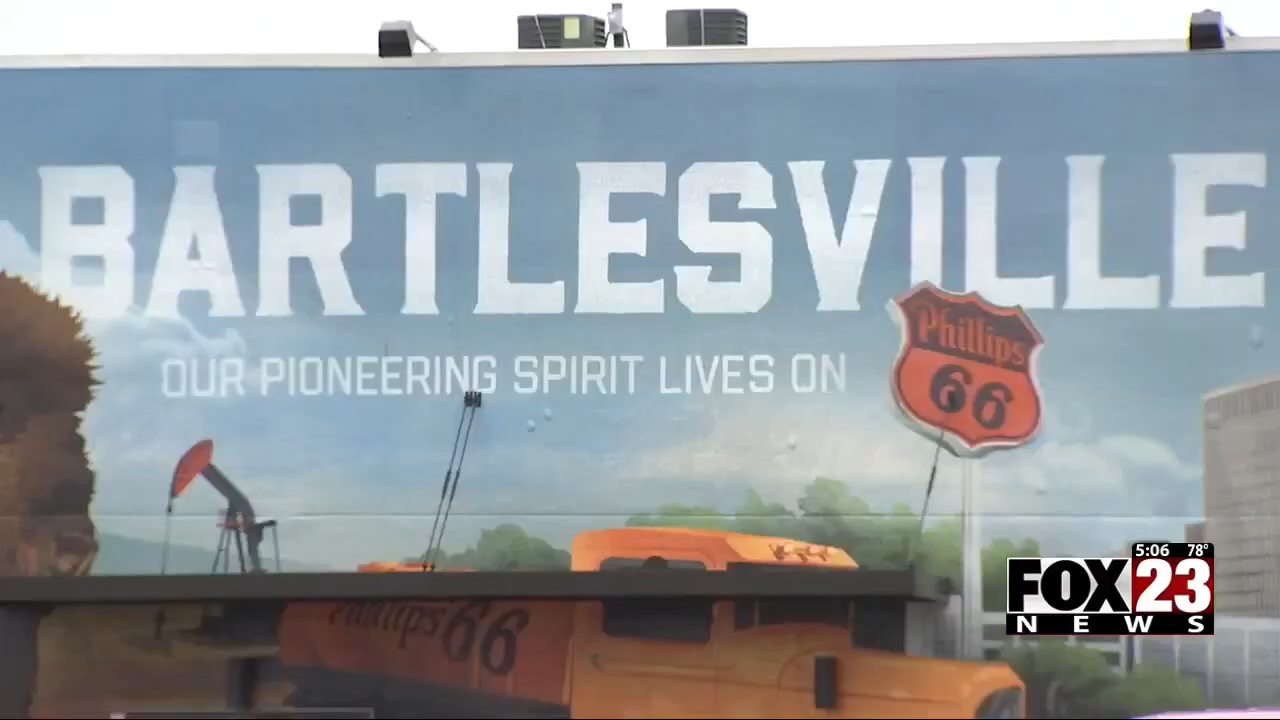 BARTLESVILLE
OUR PIONEERING SPIRIT LIVES ON
Phillips
66
Phillips 66
5:06 78°
FOX 23
NEWS